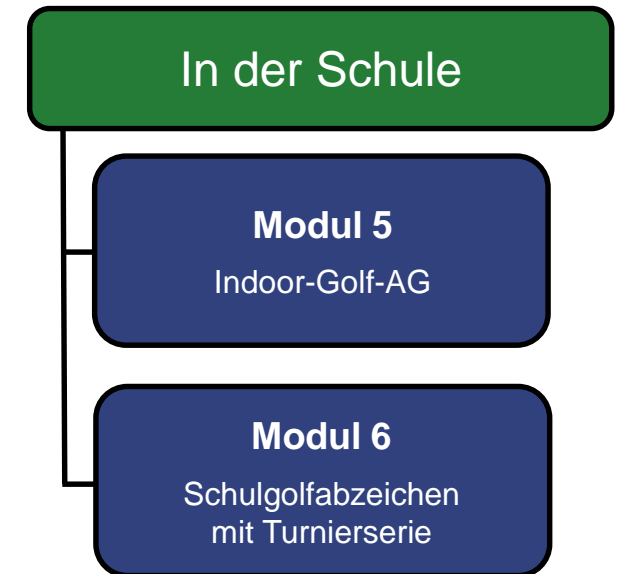 In der Schule
Modul 5
Indoor-Golf-AG
Modul 6
Schulgolfabzeichen
mit Turnierserie